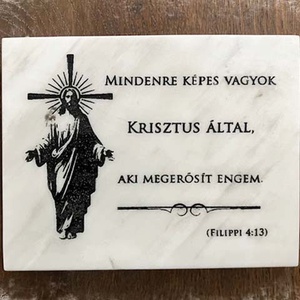 Mindenre képes vagyok
Krisztus által,
aki megerősít engem.
(Filippi 4:13)